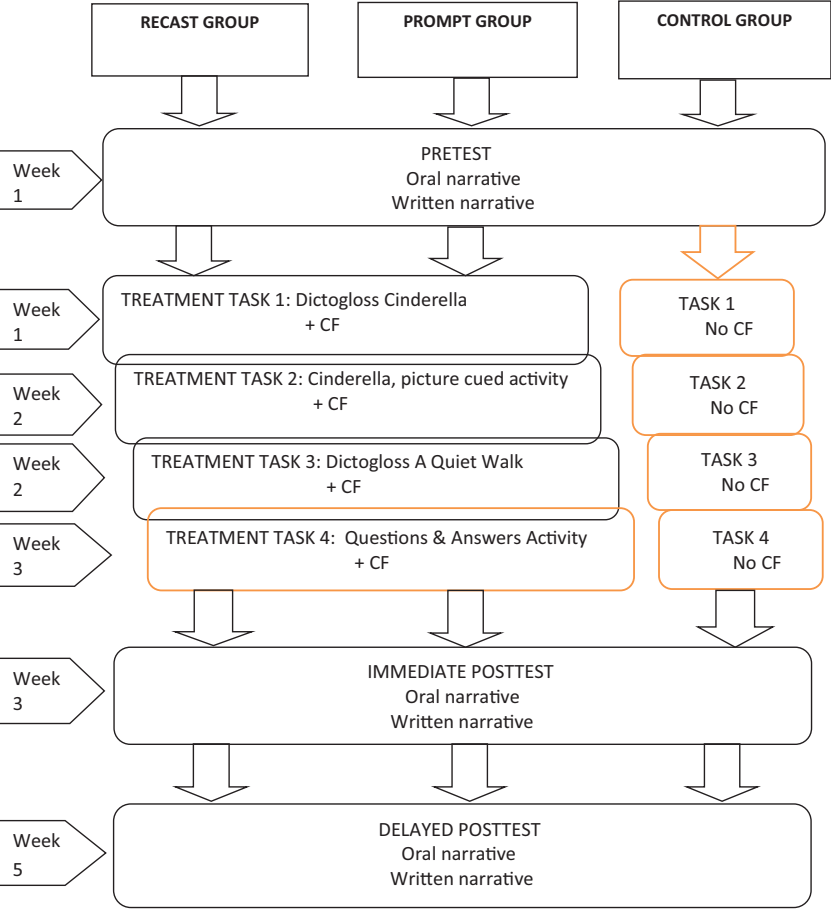 RECAST GROUP
PROMPT GROUP
CONTROL GROUP
Week
1
PRETEST
Oral narrative
Written narrative
Week
1
TREATMENT TASK 1: Dictogloss Cinderella
+ CF
TASK 1
No CF
Week
2
TREATMENT TASK 2: Cinderella, picture cued activity
+ CF
TASK 2
No CF
Week
2
TREATMENT TASK 3: Dictogloss A Quiet Walk
+ CF
TASK 3
No CF
Week
3
TREATMENT TASK 4: Questions & Answers Activity
+ CF
TASK 4
No CF
Week
3
IMMEDIATE POSTTEST
Oral narrative
Written narrative
Week
5
DELAYED POSTTEST
Oral narrative
Written narrative